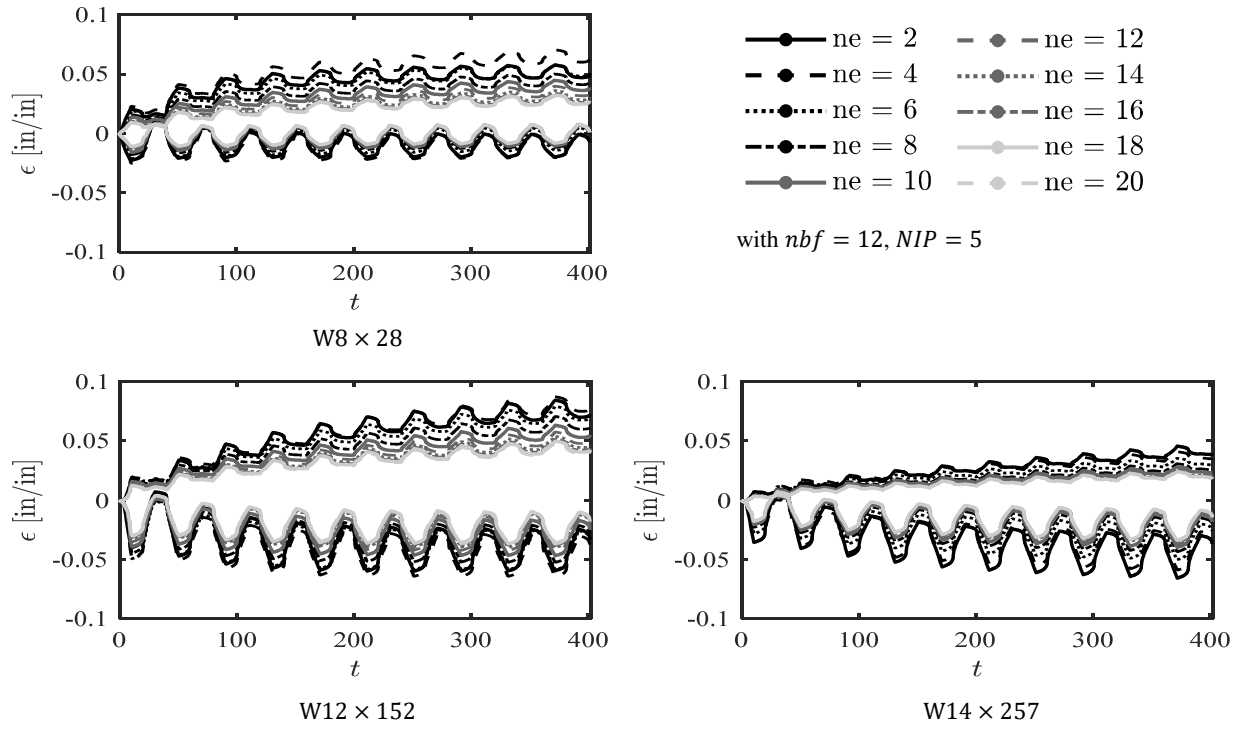 0.1
0.05
0
-0.05
-0.1
ϵ [in/in]
0 100 200 300 400
t
W8 × 28
ne = 2
ne = 4
ne = 6
ne = 8
ne = 10
ne = 12
ne = 14
ne = 16
ne = 18
ne = 20
with nbf = 12, NIP = 5
0.1
0.05
0
-0.05
-0.1
ϵ [in/in]
0 100 200 300 400
t
W12 × 152
0.1
0.05
0
-0.05
-0.1
ϵ [in/in]
0 100 200 300 400
t
W14 × 257